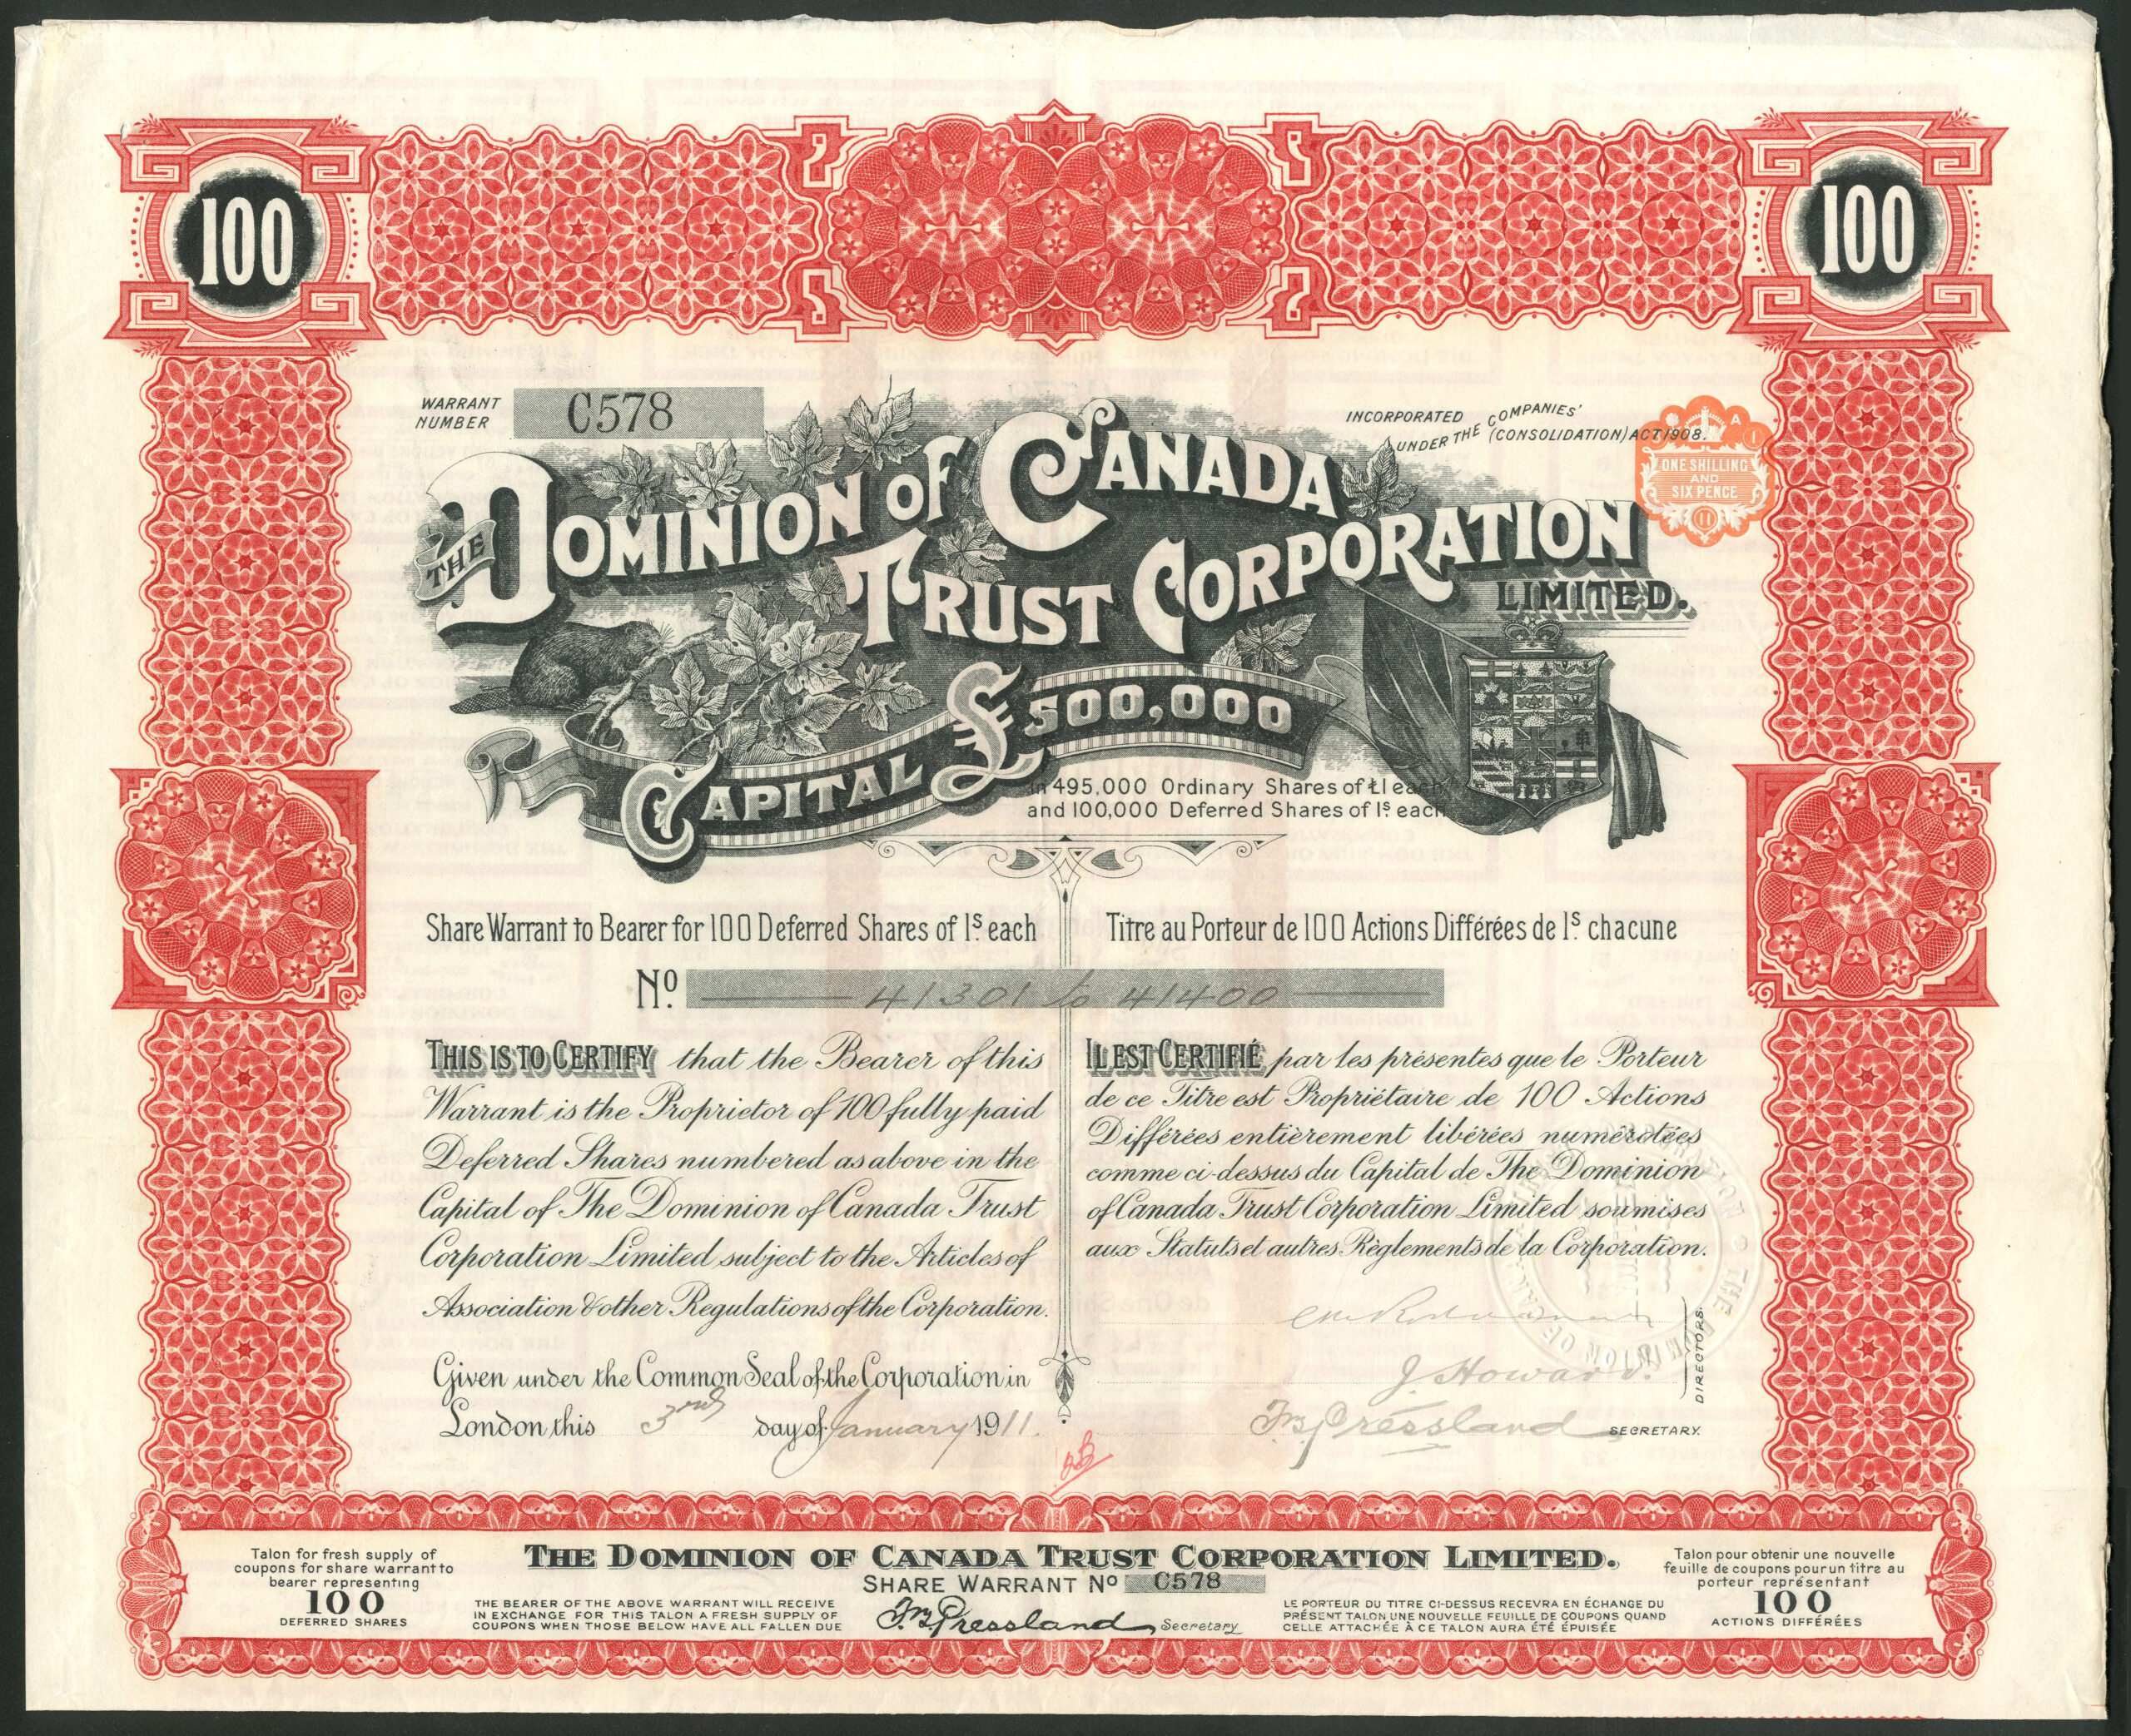 100
100
WARRANT
NUMBER
C578
INCORPORATED UNDER THE COMPANIES'
(CONSOLIDATION) ACT 1908.
ONE SHILLING
AND
SIX PENCE
THE DOMINION OF CANADA
TRUST CORPORATION
LIMITED.
CAPITAL £500,000
in 495,000 Ordinary Shares of £1 each
and 100,000 Deferred Shares of 1s. each
Share Warrant to Bearer for 100 Deferred Shares of 1s. each
Titre au Porteur de 100 Actions Différées de 1s. chacune
No. 41301 to 41400
THIS IS TO CERTIFY that the Bearer of this
Warrant is the Proprietor of 100 fully paid
Deferred Shares numbered as above in the
Capital of The Dominion of Canada Trust
Corporation Limited subject to the Articles of
Association & other Regulations of the Corporation.
Given under the Common Seal of the Corporation in
London this 3rd day of January 1911.
IL EST CERTIFIÉ par les présentes que le Porteur
de ce Titre est Propriétaire de 100 Actions
Différées entièrement libérées numérotées
comme ci-dessus du Capital de The Dominion
of Canada Trust Corporation Limited soumises
aux Statuts et autres Règlements de la Corporation.
J. Howard
DIRECTORS.
Pressland SECRETARY.
Talon for fresh supply of
coupons for share warrant to
bearer representing
100
DEFERRED SHARES
THE DOMINION OF CANADA TRUST CORPORATION LIMITED.
SHARE WARRANT No C578
THE BEARER OF THE ABOVE WARRANT WILL RECEIVE
IN EXCHANGE FOR THIS TALON A FRESH SUPPLY OF
COUPONS WHEN THOSE BELOW HAVE ALL FALLEN DUE
Pressland Secretary
LE PORTEUR DU TITRE CI-DESSUS RECEVRA EN ÉCHANGE DU
PRÉSENT TALON UNE NOUVELLE FEUILLE DE COUPONS QUAND
CELLE ATTACHÉE À CE TALON AURA ÉTÉ ÉPUISÉE
Talon pour obtenir une nouvelle
feuille de coupons pour un titre au
porteur représentant
100
ACTIONS DIFFÉRÉES